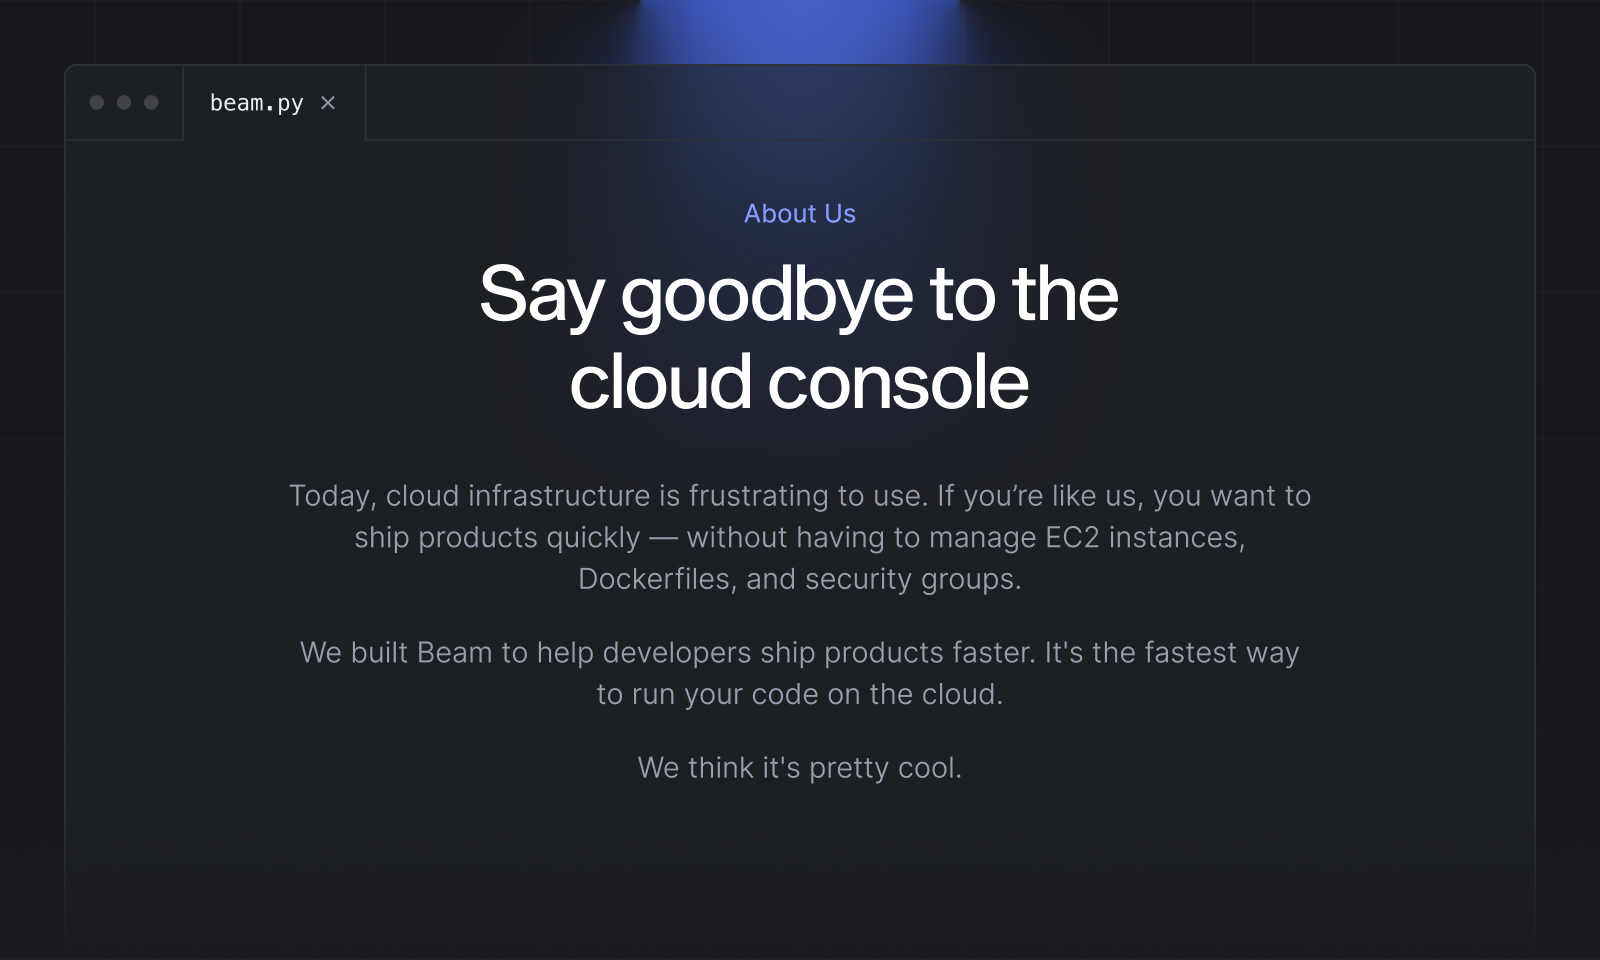 beam.py
About Us
Say goodbye to the
cloud console
Today, cloud infrastructure is frustrating to use. If you’re like us, you want to
ship products quickly — without having to manage EC2 instances,
Dockerfiles, and security groups.
We built Beam to help developers ship products faster. It's the fastest way
to run your code on the cloud.
We think it's pretty cool.